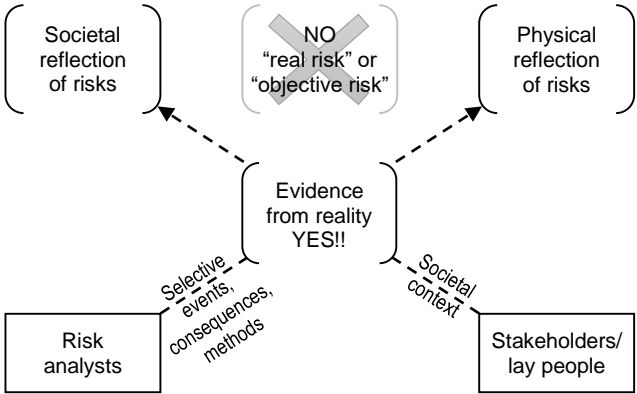 Societal
reflection
of risks
NO
“real risk” or
“objective risk”
Physical
reflection
of risks
Evidence
from reality
YES!!
Selective
events,
consequences,
methods
Societal
context
Risk
analysts
Stakeholders/
lay people